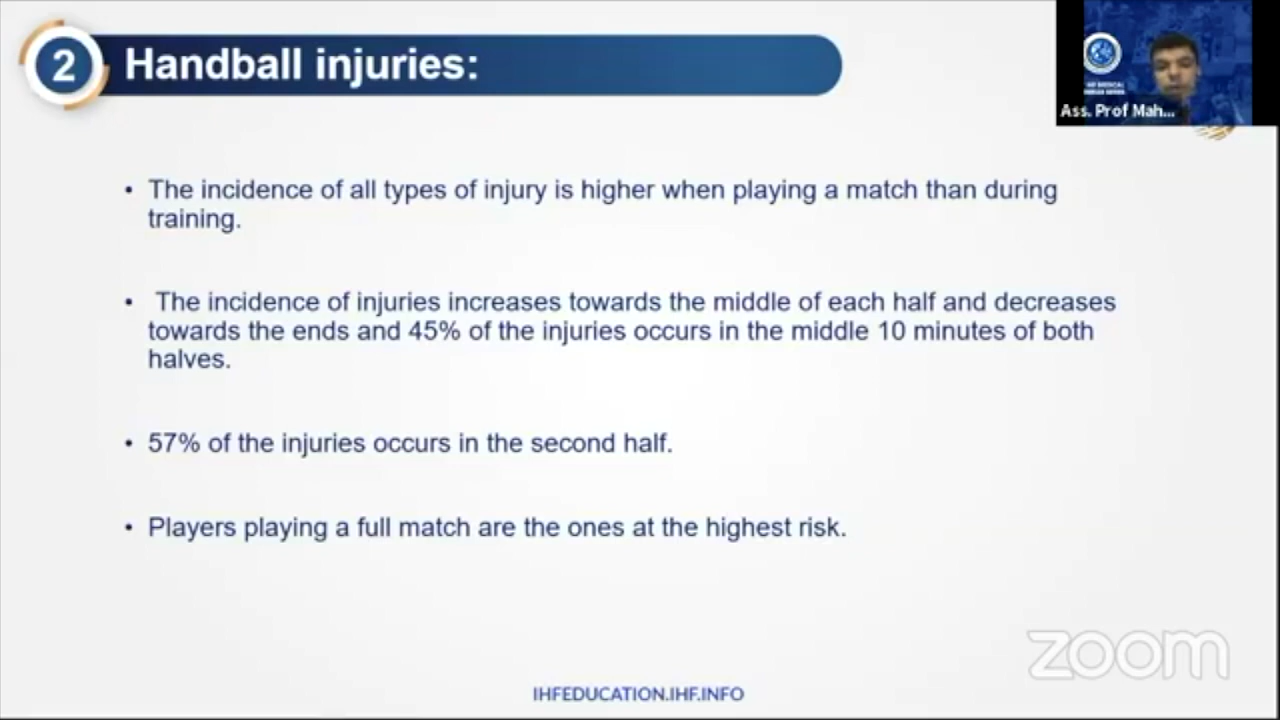 2
Handball injuries:
Ass. Prof Mah...
• The incidence of all types of injury is higher when playing a match than during
training.
• The incidence of injuries increases towards the middle of each half and decreases
towards the ends and 45% of the injuries occurs in the middle 10 minutes of both
halves.
• 57% of the injuries occurs in the second half.
• Players playing a full match are the ones at the highest risk.
zoom
IHFEDUCATION.IHF.INFO